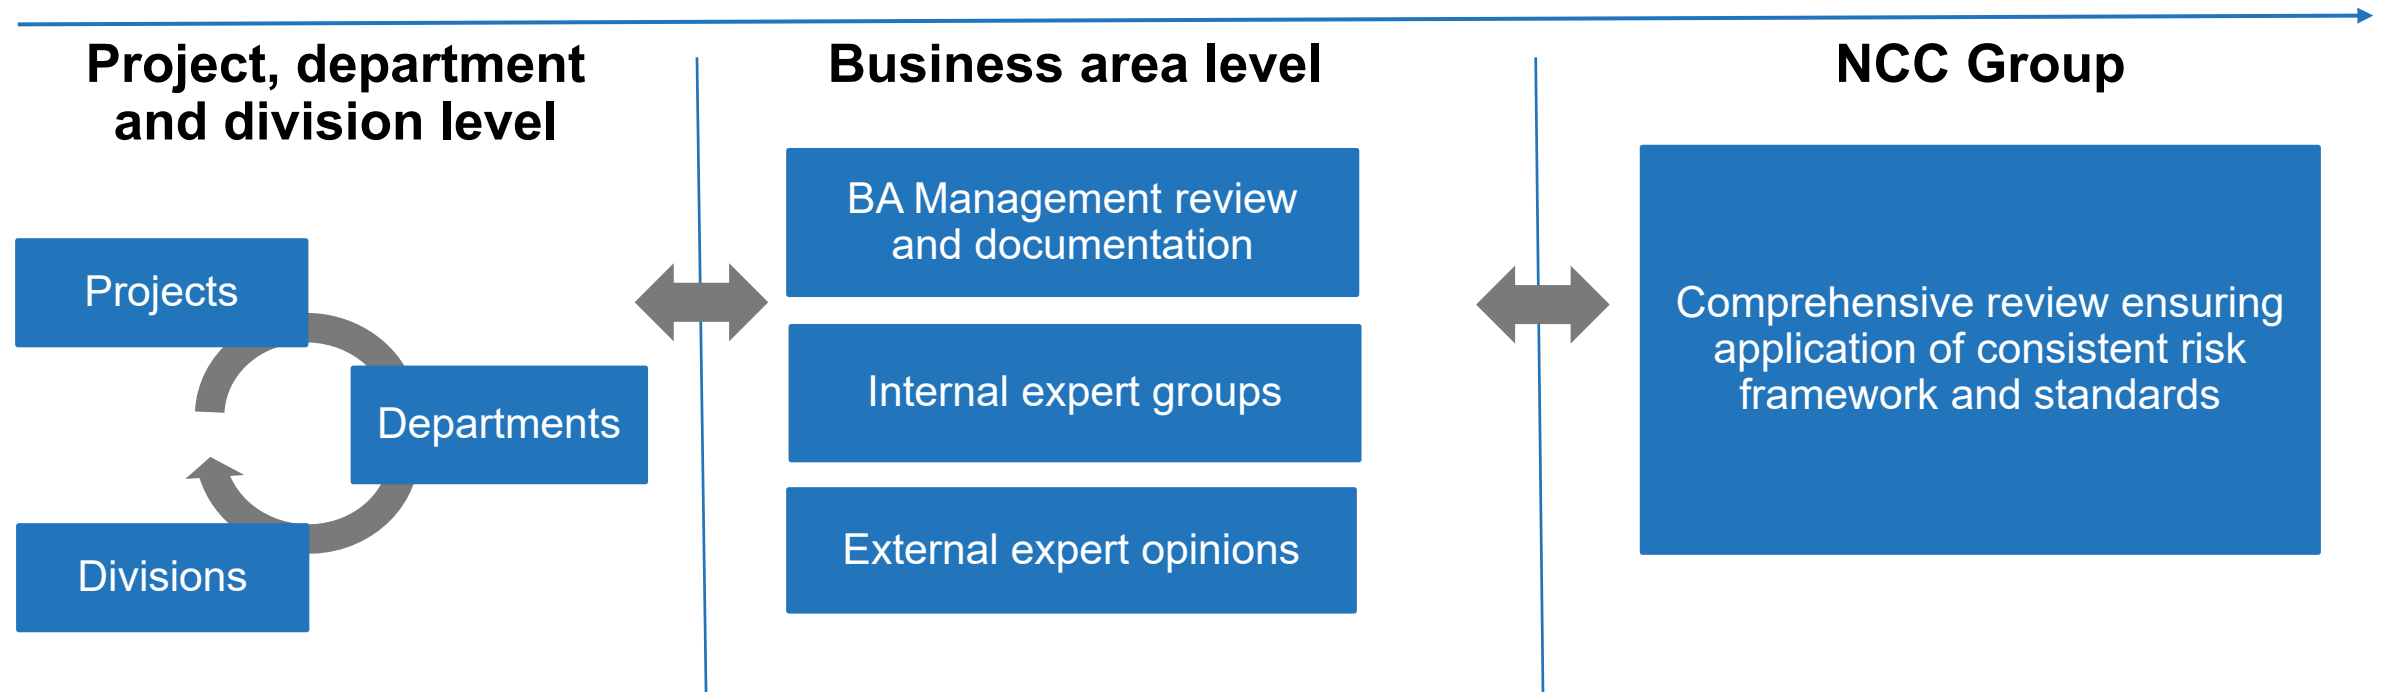 Project, department
and division level
Projects
Departments
Divisions
Business area level
BA Management review
and documentation
Internal expert groups
External expert opinions
NCC Group
Comprehensive review ensuring
application of consistent risk
framework and standards